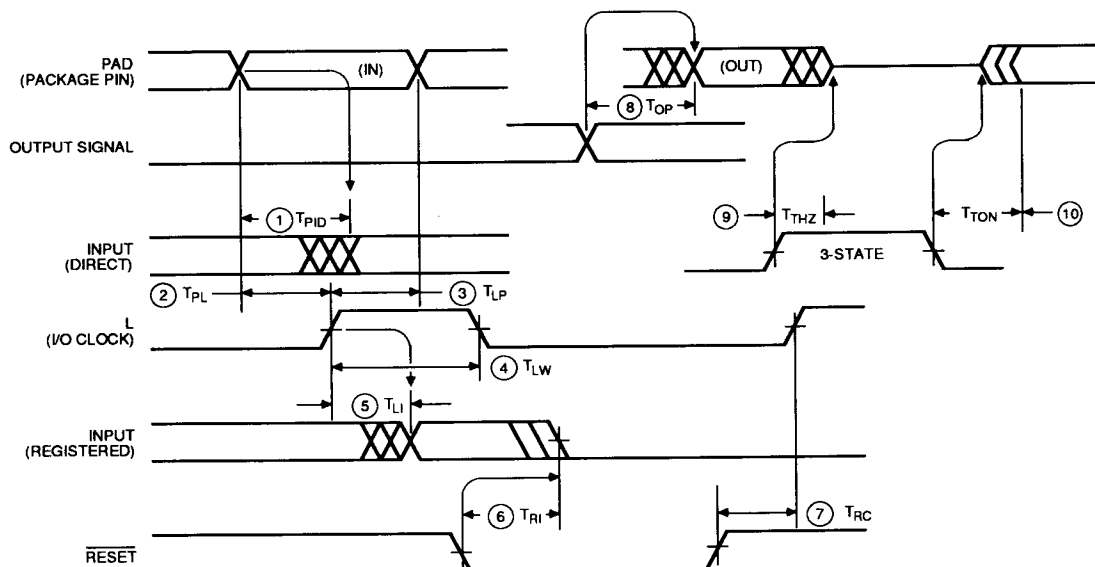 PAD
(PACKAGE PIN)
(IN)
(OUT)
⑧ TOP
OUTPUT SIGNAL
① TPID
⑨
TTHZ
TTON
⑩
INPUT
(DIRECT)
3-STATE
② TPL
③ TLP
L
(I/O CLOCK)
④ TLW
⑤ TLI
INPUT
(REGISTERED)
⑥ TRI
⑦ TRC
RESET